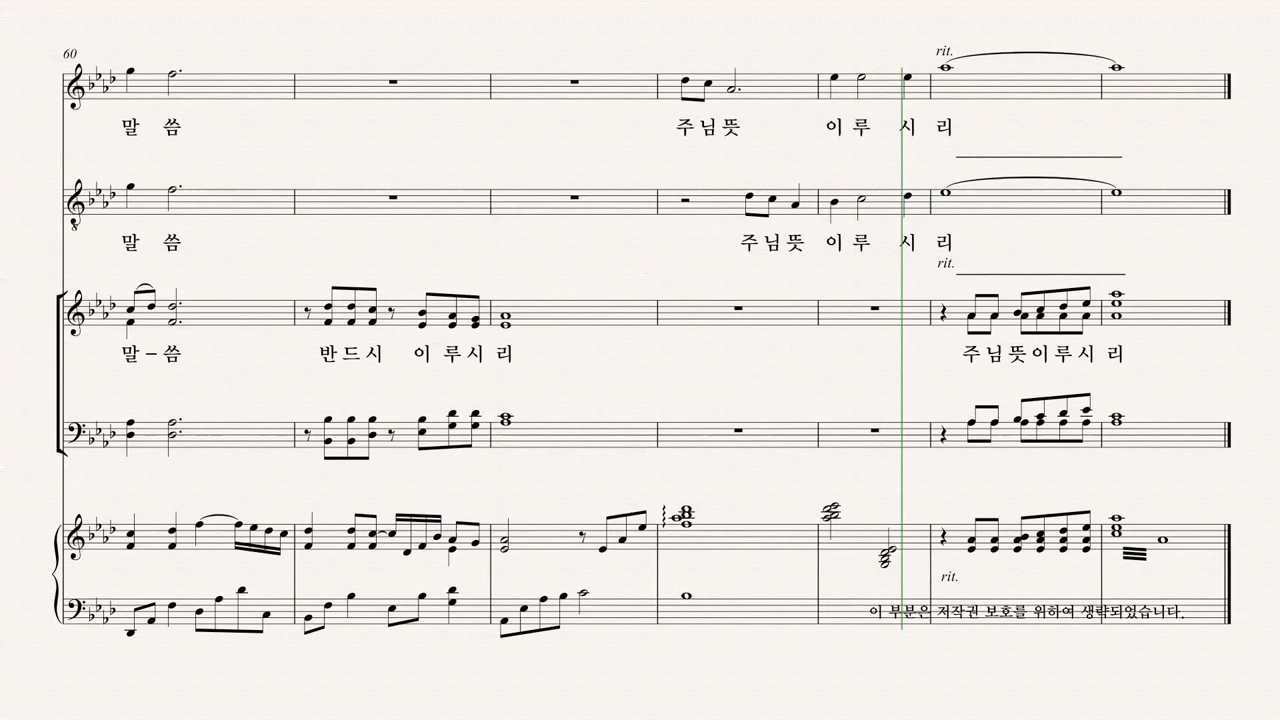 60
rit.
말 씀 주 님 뜻 이 루 시 리
말 씀 주 님 뜻 이 루 시 리
rit.
말 – 씀 반 드 시 이 루 시 리 주 님 뜻 이 루 시 리
rit.
이 부분은 저작권 보호를 위하여 생략되었습니다.